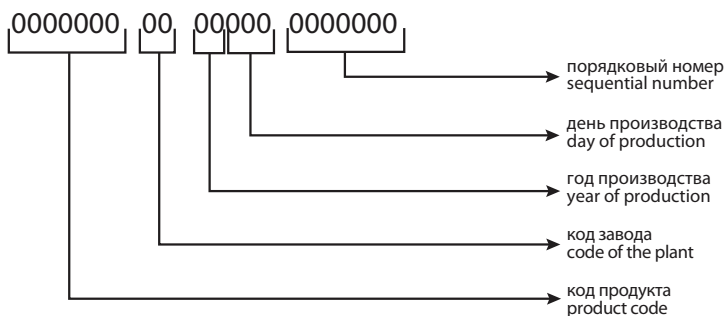 0000000 00 00000 0000000
порядковый номер
sequential number
день производства
day of production
год производства
year of production
код завода
code of the plant
код продукта
product code